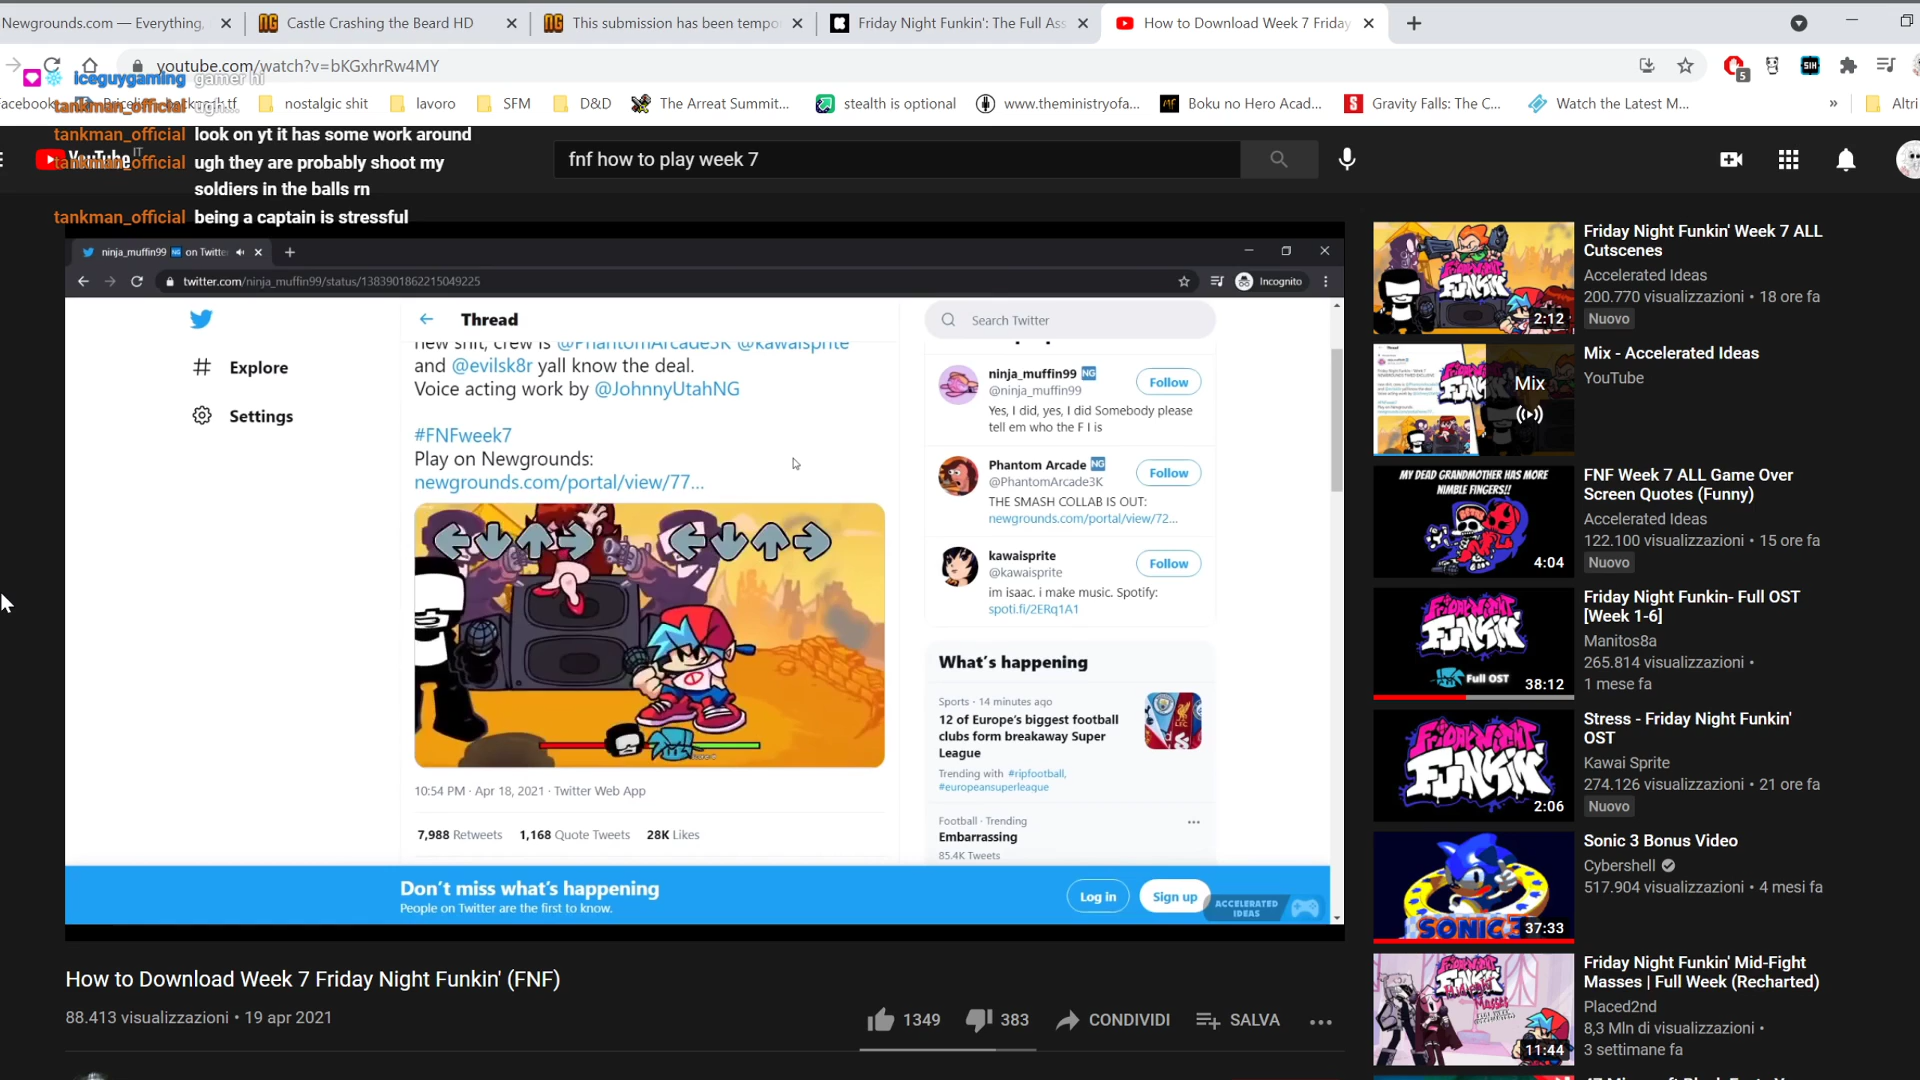 Newgrounds.com — Everything,
Castle Crashing the Beard HD
This submission has been tempo
Friday Night Funkin': The Full Ass
How to Download Week 7 Friday
youtube.com/watch?v=bKGxhrRw4MY
iceguygaming gamer hi
tankman_official ugh...
nostalgic shit
lavoro
SFM
D&D
The Arreat Summit...
stealth is optional
www.theministryofa...
Boku no Hero Acad...
Gravity Falls: The C...
Watch the Latest M...
»
Altri
tankman_official look on yt it has some work around
tankman_official ugh they are probably shoot my
soldiers in the balls rn
tankman_official being a captain is stressful
YouTube IT
fnf how to play week 7
ninja_muffin99 NG on Twitte
twitter.com/ninja_muffin99/status/1383901862215049225
Incognito
Explore
Settings
Thread
new shit, crew is @PhantomArcade3K @kawaisprite
and @evilsk8r yall know the deal.
Voice acting work by @JohnnyUtahNG
#FNFweek7
Play on Newgrounds:
newgrounds.com/portal/view/77...
10:54 PM · Apr 18, 2021 · Twitter Web App
7,988 Retweets 1,168 Quote Tweets 28K Likes
Search Twitter
ninja_muffin99 NG
@ninja_muffin99
Follow
Yes, I did, yes, I did Somebody please
tell em who the F I is
Phantom Arcade NG
@PhantomArcade3K
Follow
THE SMASH COLLAB IS OUT:
newgrounds.com/portal/view/72...
kawaisprite
@kawaisprite
Follow
im isaac. i make music. Spotify:
spoti.fi/2ERq1A1
What's happening
Sports · 14 minutes ago
12 of Europe's biggest football
clubs form breakaway Super
League
Trending with #ripfootball,
#europeansuperleague
Football · Trending
Embarrassing
85.4K Tweets
Don't miss what's happening
People on Twitter are the first to know.
Log in
Sign up
ACCELERATED
IDEAS
How to Download Week 7 Friday Night Funkin' (FNF)
88.413 visualizzazioni • 19 apr 2021
1349
383
CONDIVIDI
SALVA
FRIDAY NIGHT
FUNKIN'
2:12
Friday Night Funkin' Week 7 ALL
Cutscenes
Accelerated Ideas
200.770 visualizzazioni • 18 ore fa
Nuovo
Mix
Mix - Accelerated Ideas
YouTube
MY DEAD GRANDMOTHER HAS MORE
NIMBLE FINGERS!!
4:04
FNF Week 7 ALL Game Over
Screen Quotes (Funny)
Accelerated Ideas
122.100 visualizzazioni • 15 ore fa
Nuovo
FRIDAY NIGHT
FUNKIN'
Full OST
38:12
Friday Night Funkin- Full OST
[Week 1-6]
Manitos8a
265.814 visualizzazioni •
1 mese fa
FRIDAY NIGHT
FUNKIN'
2:06
Stress - Friday Night Funkin'
OST
Kawai Sprite
274.126 visualizzazioni • 21 ore fa
Nuovo
SONIC 3
37:33
Sonic 3 Bonus Video
Cybershell
517.904 visualizzazioni • 4 mesi fa
11:44
Friday Night Funkin' Mid-Fight
Masses | Full Week (Recharted)
Placed2nd
8,3 Mln di visualizzazioni •
3 settimane fa